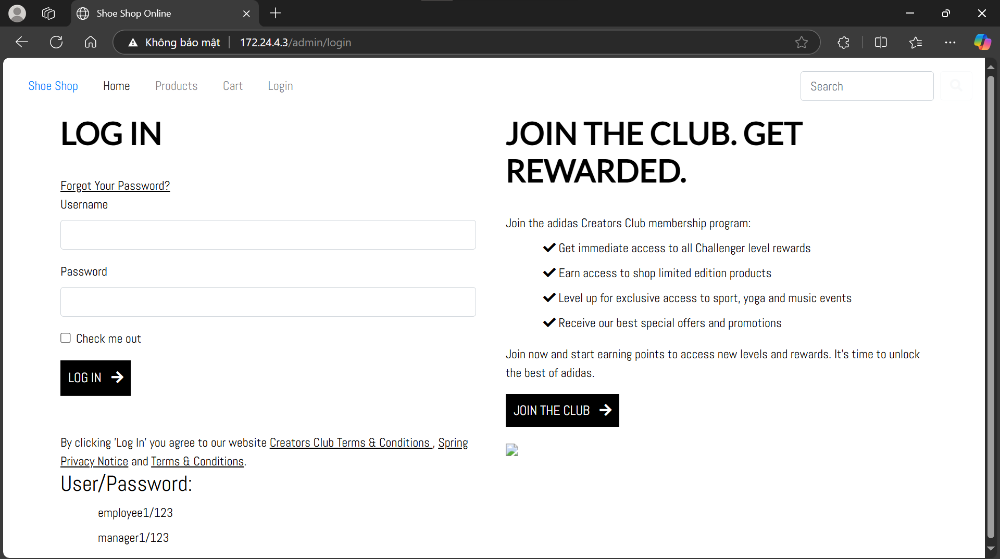 Shoe Shop Online
Không bảo mật
172.24.4.3/admin/login
Shoe Shop
Home
Products
Cart
Login
Search
LOG IN
Forgot Your Password?
Username
Password
Check me out
LOG IN
By clicking 'Log In' you agree to our website Creators Club Terms & Conditions , Spring
Privacy Notice and Terms & Conditions.
User/Password:
employee1/123
manager1/123
JOIN THE CLUB. GET
REWARDED.
Join the adidas Creators Club membership program:
Get immediate access to all Challenger level rewards
Earn access to shop limited edition products
Level up for exclusive access to sport, yoga and music events
Receive our best special offers and promotions
Join now and start earning points to access new levels and rewards. It's time to unlock
the best of adidas.
JOIN THE CLUB